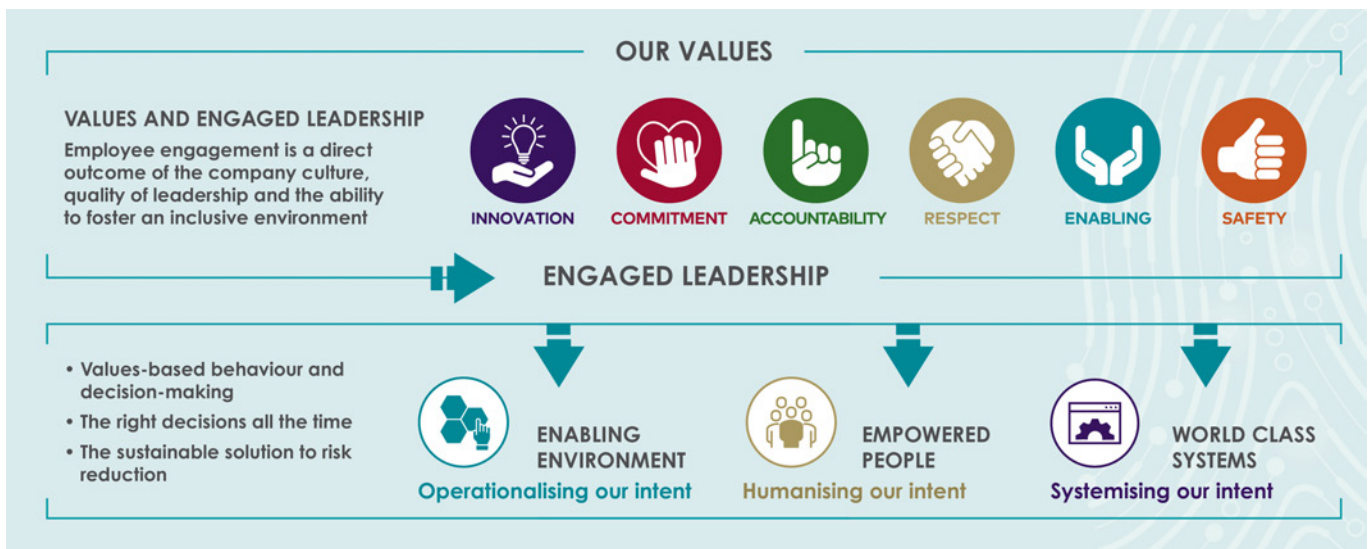 OUR VALUES
VALUES AND ENGAGED LEADERSHIP
Employee engagement is a direct
outcome of the company culture,
quality of leadership and the ability
to foster an inclusive environment
INNOVATION
COMMITMENT
ACCOUNTABILITY
RESPECT
ENABLING
SAFETY
ENGAGED LEADERSHIP
• Values-based behaviour and
decision-making
• The right decisions all the time
• The sustainable solution to risk
reduction
ENABLING
ENVIRONMENT
Operationalising our intent
EMPOWERED
PEOPLE
Humanising our intent
WORLD CLASS
SYSTEMS
Systemising our intent